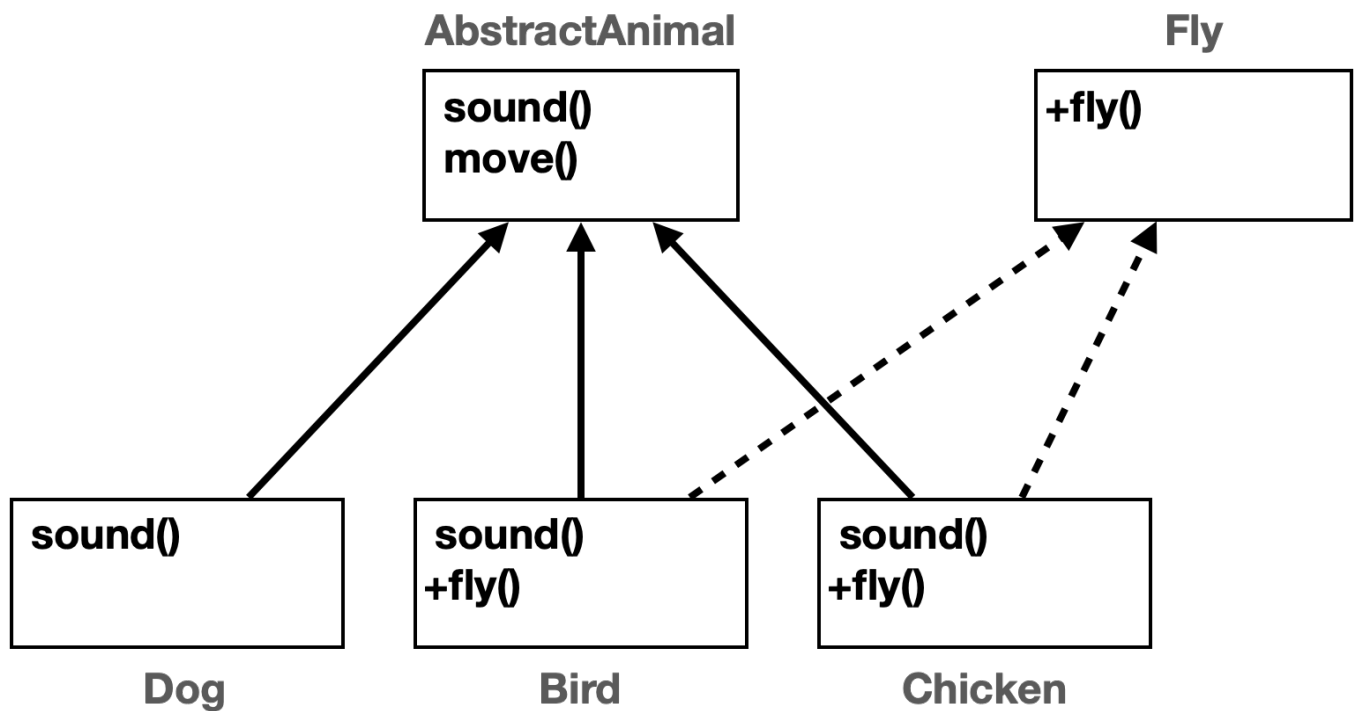 AbstractAnimal
sound()
move()
Fly
+fly()
sound()
Dog
sound()
+fly()
Bird
sound()
+fly()
Chicken